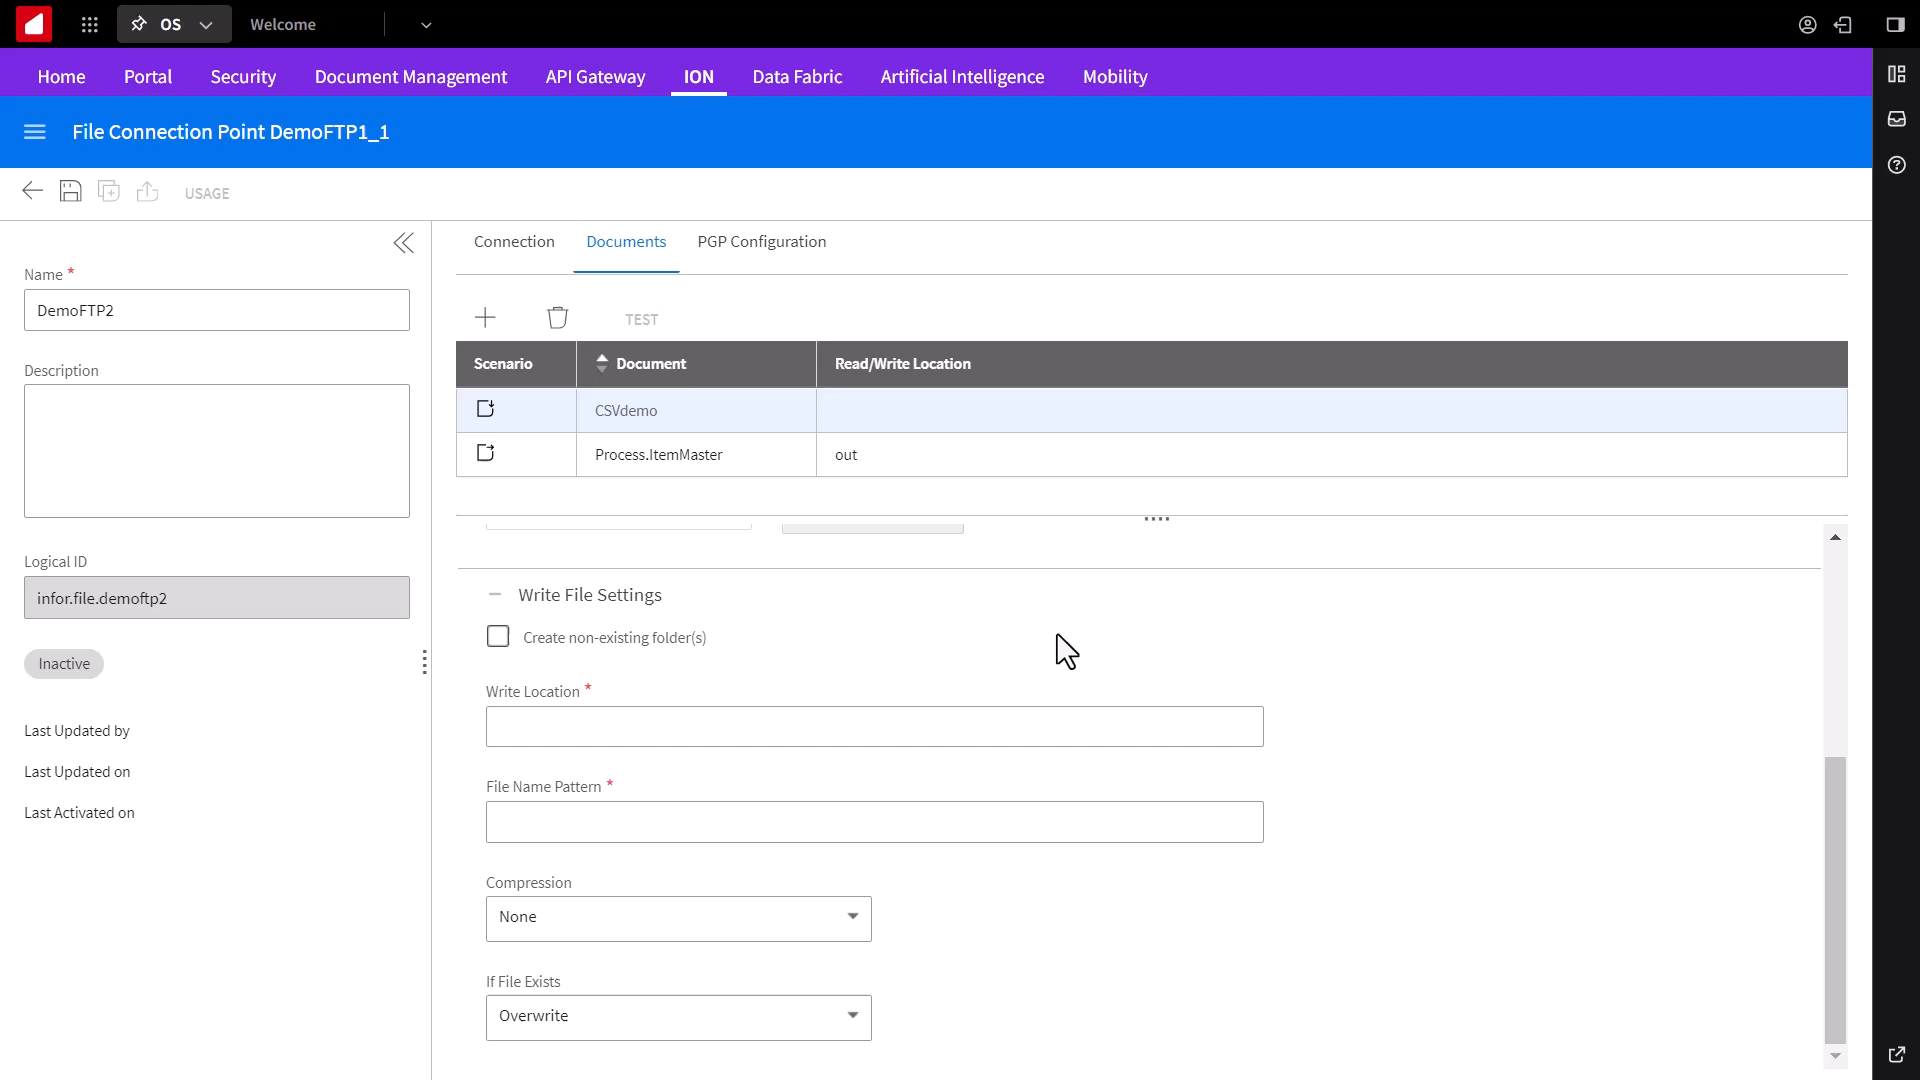 OS
Welcome
Home
Portal
Security
Document Management
API Gateway
ION
Data Fabric
Artificial Intelligence
Mobility
File Connection Point DemoFTP1_1
USAGE
Name *
DemoFTP2
Description
Logical ID
infor.file.demoftp2
Inactive
Last Updated by
Last Updated on
Last Activated on
Connection
Documents
PGP Configuration
TEST
Scenario
Document
Read/Write Location
CSVdemo
Process.ItemMaster
out
Write File Settings
Create non-existing folder(s)
Write Location *
File Name Pattern *
Compression
None
If File Exists
Overwrite